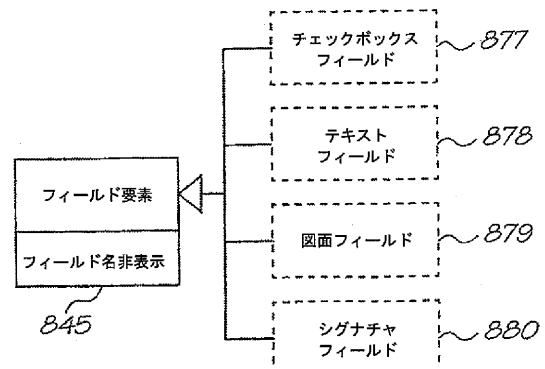 チェックボックス
フィールド
877
テキスト
フィールド
878
フィールド要素
フィールド名非表示
845
図面フィールド
879
シグナチャ
フィールド
880